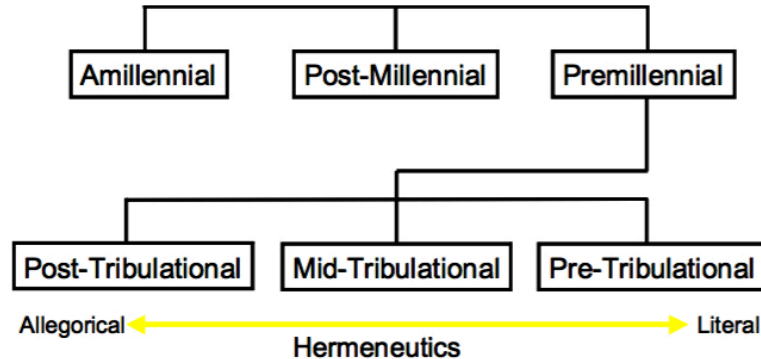 Amillennial Post-Millennial Premillennial
Post-Tribulational Mid-Tribulational Pre-Tribulational
Allegorical Literal
Hermeneutics